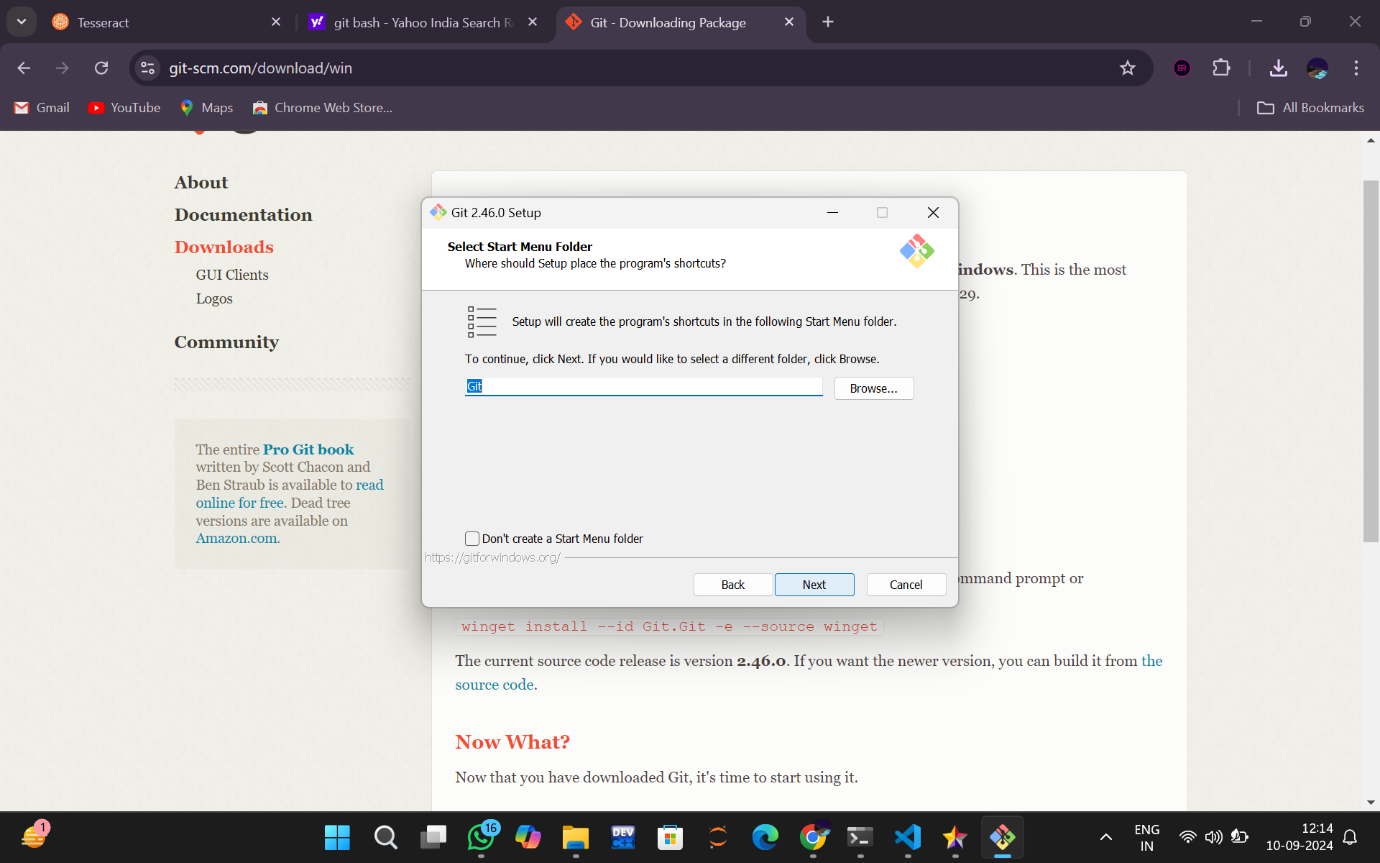 Tesseract
git bash - Yahoo India Search R
Git - Downloading Package
git-scm.com/download/win
Gmail
YouTube
Maps
Chrome Web Store...
All Bookmarks
About
Documentation
Downloads
GUI Clients
Logos
Community
The entire Pro Git book
written by Scott Chacon and
Ben Straub is available to read
online for free. Dead tree
versions are available on
Amazon.com.
indows. This is the most
29.
Git 2.46.0 Setup
Select Start Menu Folder
Where should Setup place the program's shortcuts?
Setup will create the program's shortcuts in the following Start Menu folder.
To continue, click Next. If you would like to select a different folder, click Browse.
Git
Browse...
Don't create a Start Menu folder
https://gitforwindows.org/
Back
Next
Cancel
mmand prompt or
winget install --id Git.Git -e --source winget
The current source code release is version 2.46.0. If you want the newer version, you can build it from the
source code.
Now What?
Now that you have downloaded Git, it's time to start using it.
1
16
DEV
ENG
IN
12:14
10-09-2024